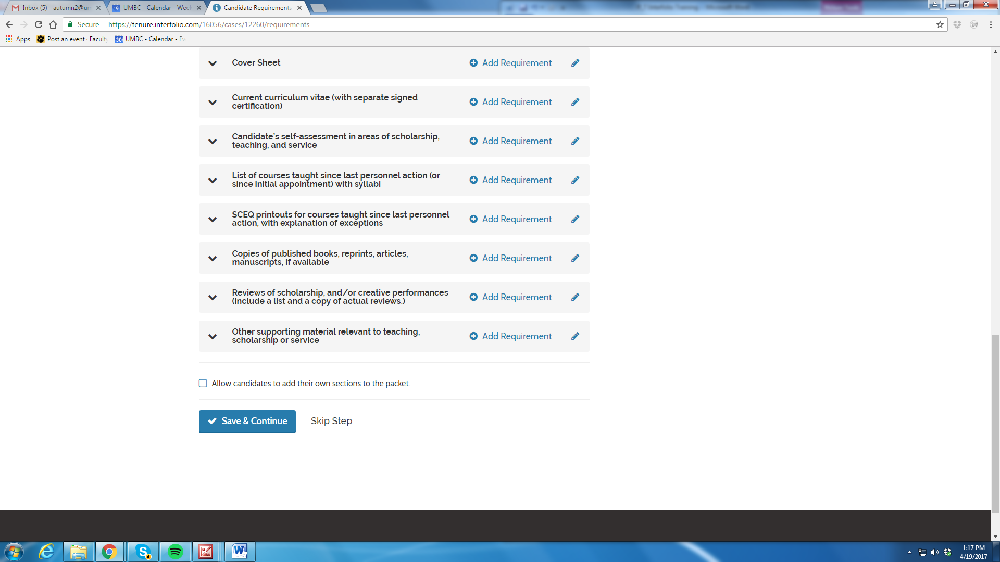 Inbox (5) - autumn2@um
UMBC - Calendar - Week
Candidate Requirements
Secure
https://tenure.interfolio.com/16056/cases/12260/requirements
Apps
Post an event · Facult
UMBC - Calendar - Ev
Cover Sheet
Add Requirement
Current curriculum vitae (with separate signed
certification)
Add Requirement
Candidate's self-assessment in areas of scholarship,
teaching, and service
Add Requirement
List of courses taught since last personnel action (or
since initial appointment) with syllabi
Add Requirement
SCEQ printouts for courses taught since last personnel
action, with explanation of exceptions
Add Requirement
Copies of published books, reprints, articles,
manuscripts, if available
Add Requirement
Reviews of scholarship, and/or creative performances
(include a list and a copy of actual reviews.)
Add Requirement
Other supporting material relevant to teaching,
scholarship or service
Add Requirement
Allow candidates to add their own sections to the packet.
Save & Continue
Skip Step
1:17 PM
4/19/2017